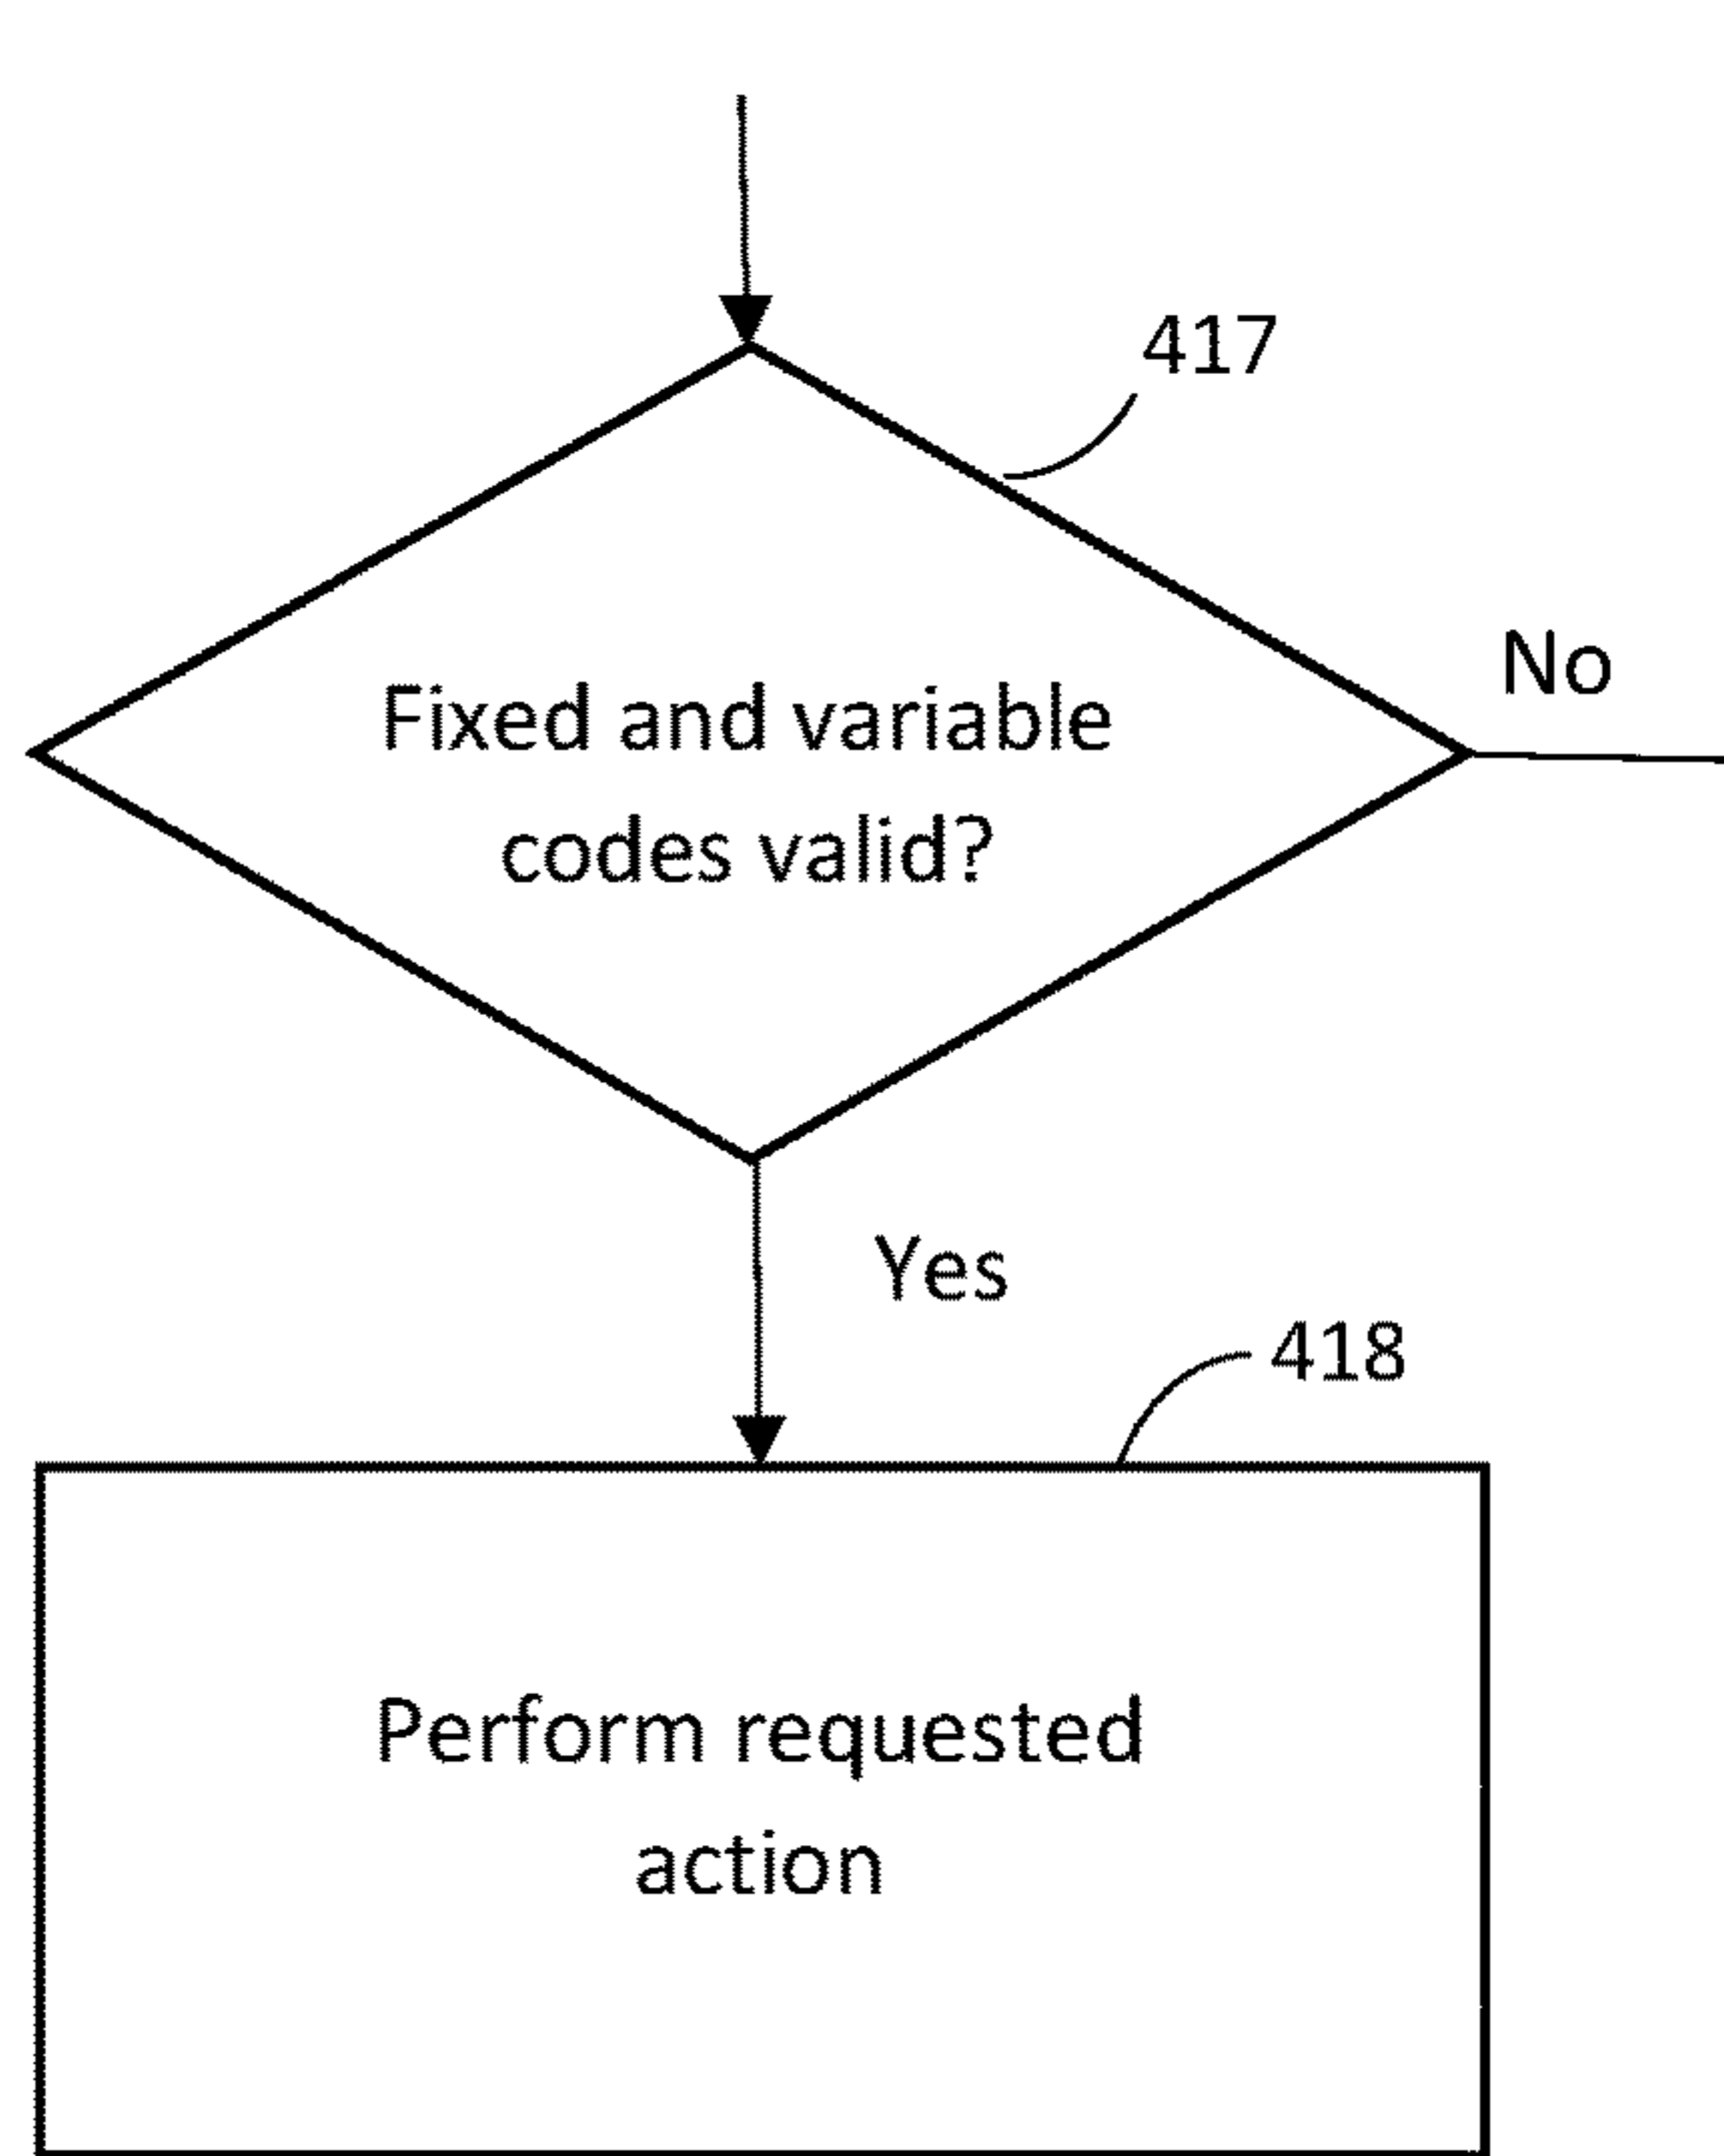 417
No
Fixed and variable
codes valid?
Yes
418
Perform requested
action